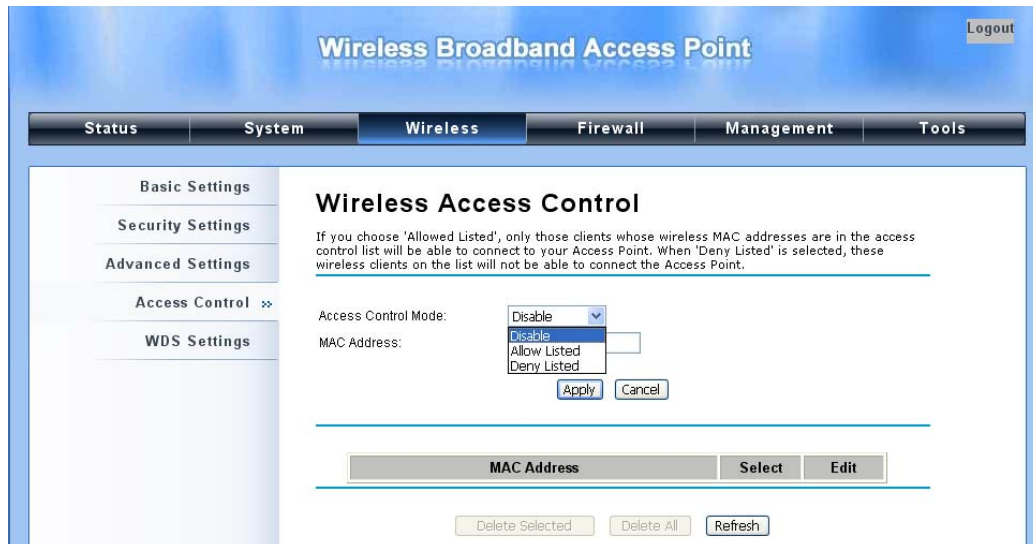 Logout
Wireless Broadband Access Point
Status System Wireless Firewall Management Tools
Basic Settings
Security Settings
Advanced Settings
Access Control »
WDS Settings
Wireless Access Control
If you choose 'Allowed Listed', only those clients whose wireless MAC addresses are in the access
control list will be able to connect to your Access Point. When 'Deny Listed' is selected, these
wireless clients on the list will not be able to connect the Access Point.
Access Control Mode: Disable
Disable
Allow Listed
Deny Listed
MAC Address:
Apply Cancel
MAC Address Select Edit
Delete Selected Delete All Refresh